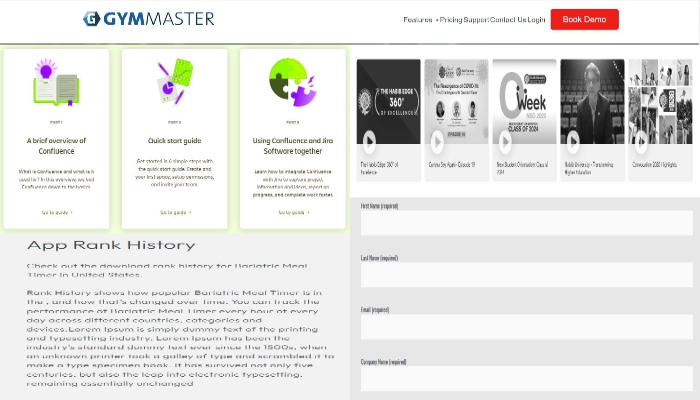 GYMMASTER
Features Pricing Support Contact Us Login
Book Demo
A brief overview of
Confluence
What is Confluence and what is it
used for? In this overview, we find
Confluence down to the basics.
Go to guide →
Quick start guide
Get started in 6 simple steps with
the quick start guide. Create and
your first space, setup permissions,
and invite your team.
Go to guide →
Using Confluence and Jira
Software together
Learn how to integrate Confluence
with Jira to capture project
information and ideas, report on
progress, and complete work faster.
Go to guide →
THE HABIB EDGE
360°
OF EXCELLENCE
The Habib Edge: 360° of
Excellence
The Resurgence of COVID-19:
Corona Say Again Episode 19
Week
CLASS OF 2024
New Student Orientation Class of
2024
Habib University - Transforming
Higher Education
Convocation 2020 Highlights
App Rank History
Check out the download rank history for Bariatric Meal
Timer in United States.
Rank History shows how popular Bariatric Meal Timer is in
the , and how that's changed over time. You can track the
performance of Bariatric Meal Timer every hour of every
day across different countries, categories and
devices.Lorem Ipsum is simply dummy text of the printing
and typesetting industry. Lorem Ipsum has been the
industry's standard dummy text ever since the 1500s, when
an unknown printer took a galley of type and scrambled it to
make a type specimen book. It has survived not only five
centuries, but also the leap into electronic typesetting,
remaining essentially unchanged
First Name (required)
Last Name (required)
Email (required)
Company Name (required)